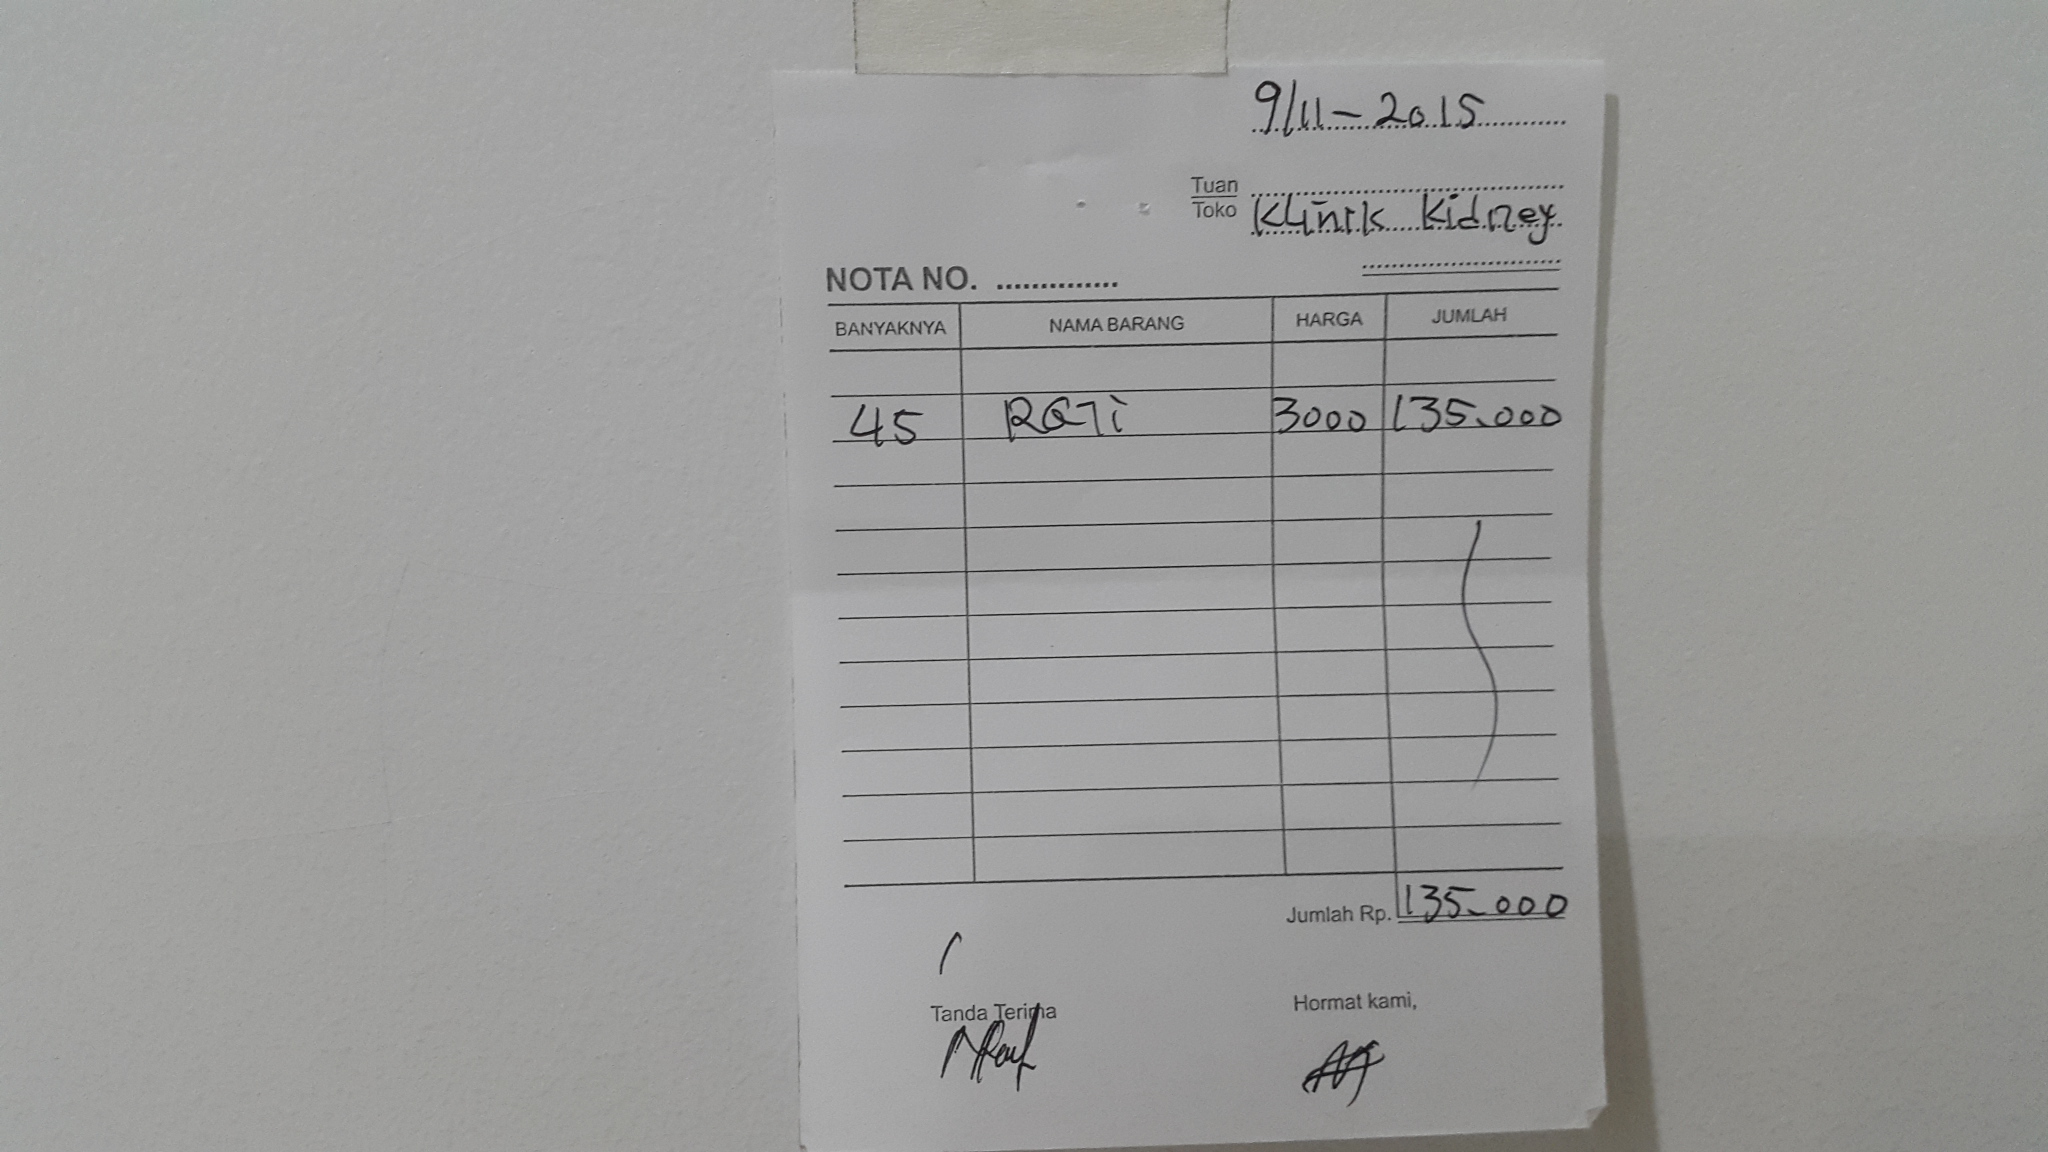 9/11-2015
Tuan
Toko Klinik Kidney
NOTA NO. ...............
BANYAKNYA NAMA BARANG HARGA JUMLAH
45 ROTi 3000 135.000
Jumlah Rp. 135.000
Tanda Terima Hormat kami,